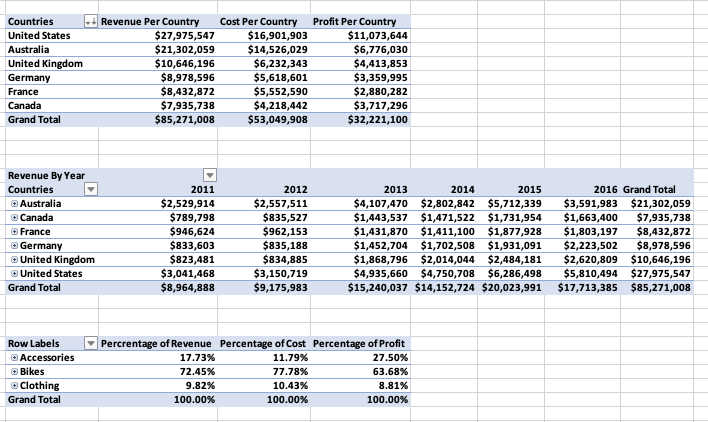 Countries Revenue Per Country Cost Per Country Profit Per Country
United States $27,975,547 $16,901,903 $11,073,644
Australia $21,302,059 $14,526,029 $6,776,030
United Kingdom $10,646,196 $6,232,343 $4,413,853
Germany $8,978,596 $5,618,601 $3,359,995
France $8,432,872 $5,552,590 $2,880,282
Canada $7,935,738 $4,218,442 $3,717,296
Grand Total $85,271,008 $53,049,908 $32,221,100
Revenue By Year
Countries 2011 2012 2013 2014 2015 2016 Grand Total
Australia $2,529,914 $2,557,511 $4,107,470 $2,802,842 $5,712,339 $3,591,983 $21,302,059
Canada $789,798 $835,527 $1,443,537 $1,471,522 $1,731,954 $1,663,400 $7,935,738
France $946,624 $962,153 $1,431,870 $1,411,100 $1,877,928 $1,803,197 $8,432,872
Germany $833,603 $835,188 $1,452,704 $1,702,508 $1,931,091 $2,223,502 $8,978,596
United Kingdom $823,481 $834,885 $1,868,796 $2,014,044 $2,484,181 $2,620,809 $10,646,196
United States $3,041,468 $3,150,719 $4,935,660 $4,750,708 $6,286,498 $5,810,494 $27,975,547
Grand Total $8,964,888 $9,175,983 $15,240,037 $14,152,724 $20,023,991 $17,713,385 $85,271,008
Row Labels Percrentage of Revenue Percentage of Cost Percentage of Profit
Accessories 17.73% 11.79% 27.50%
Bikes 72.45% 77.78% 63.68%
Clothing 9.82% 10.43% 8.81%
Grand Total 100.00% 100.00% 100.00%